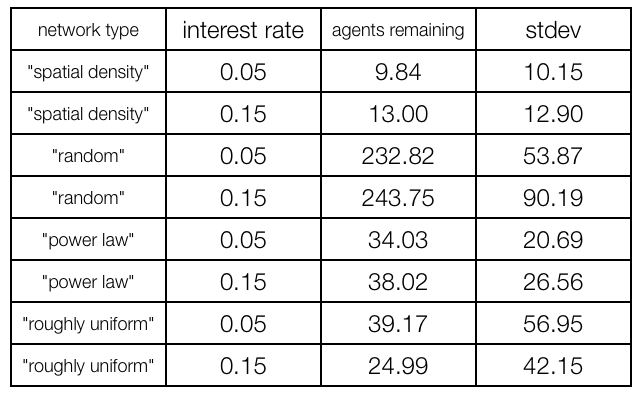 network type interest rate agents remaining stdev
"spatial density" 0.05 9.84 10.15
"spatial density" 0.15 13.00 12.90
"random" 0.05 232.82 53.87
"random" 0.15 243.75 90.19
"power law" 0.05 34.03 20.69
"power law" 0.15 38.02 26.56
"roughly uniform" 0.05 39.17 56.95
"roughly uniform" 0.15 24.99 42.15